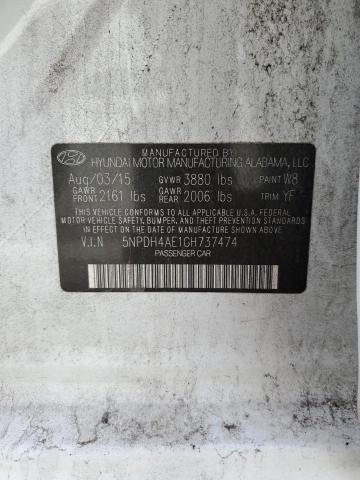 MANUFACTURED BY
HYUNDAI MOTOR MANUFACTURING ALABAMA, LLC
Aug/03/15 GVWR 3880 lbs PAINT W8
GAWR FRONT 2161 lbs GAWR REAR 2006 lbs TRIM YF
THIS VEHICLE CONFORMS TO ALL APPLICABLE U.S. FEDERAL
MOTOR VEHICLE SAFETY, BUMPER, AND THEFT PREVENTION
STANDARDS IN EFFECT ON THE DATE OF MANUFACTURE SHOWN ABOVE.
V.I.N 5NPDH4AE1GH737474
PASSENGER CAR